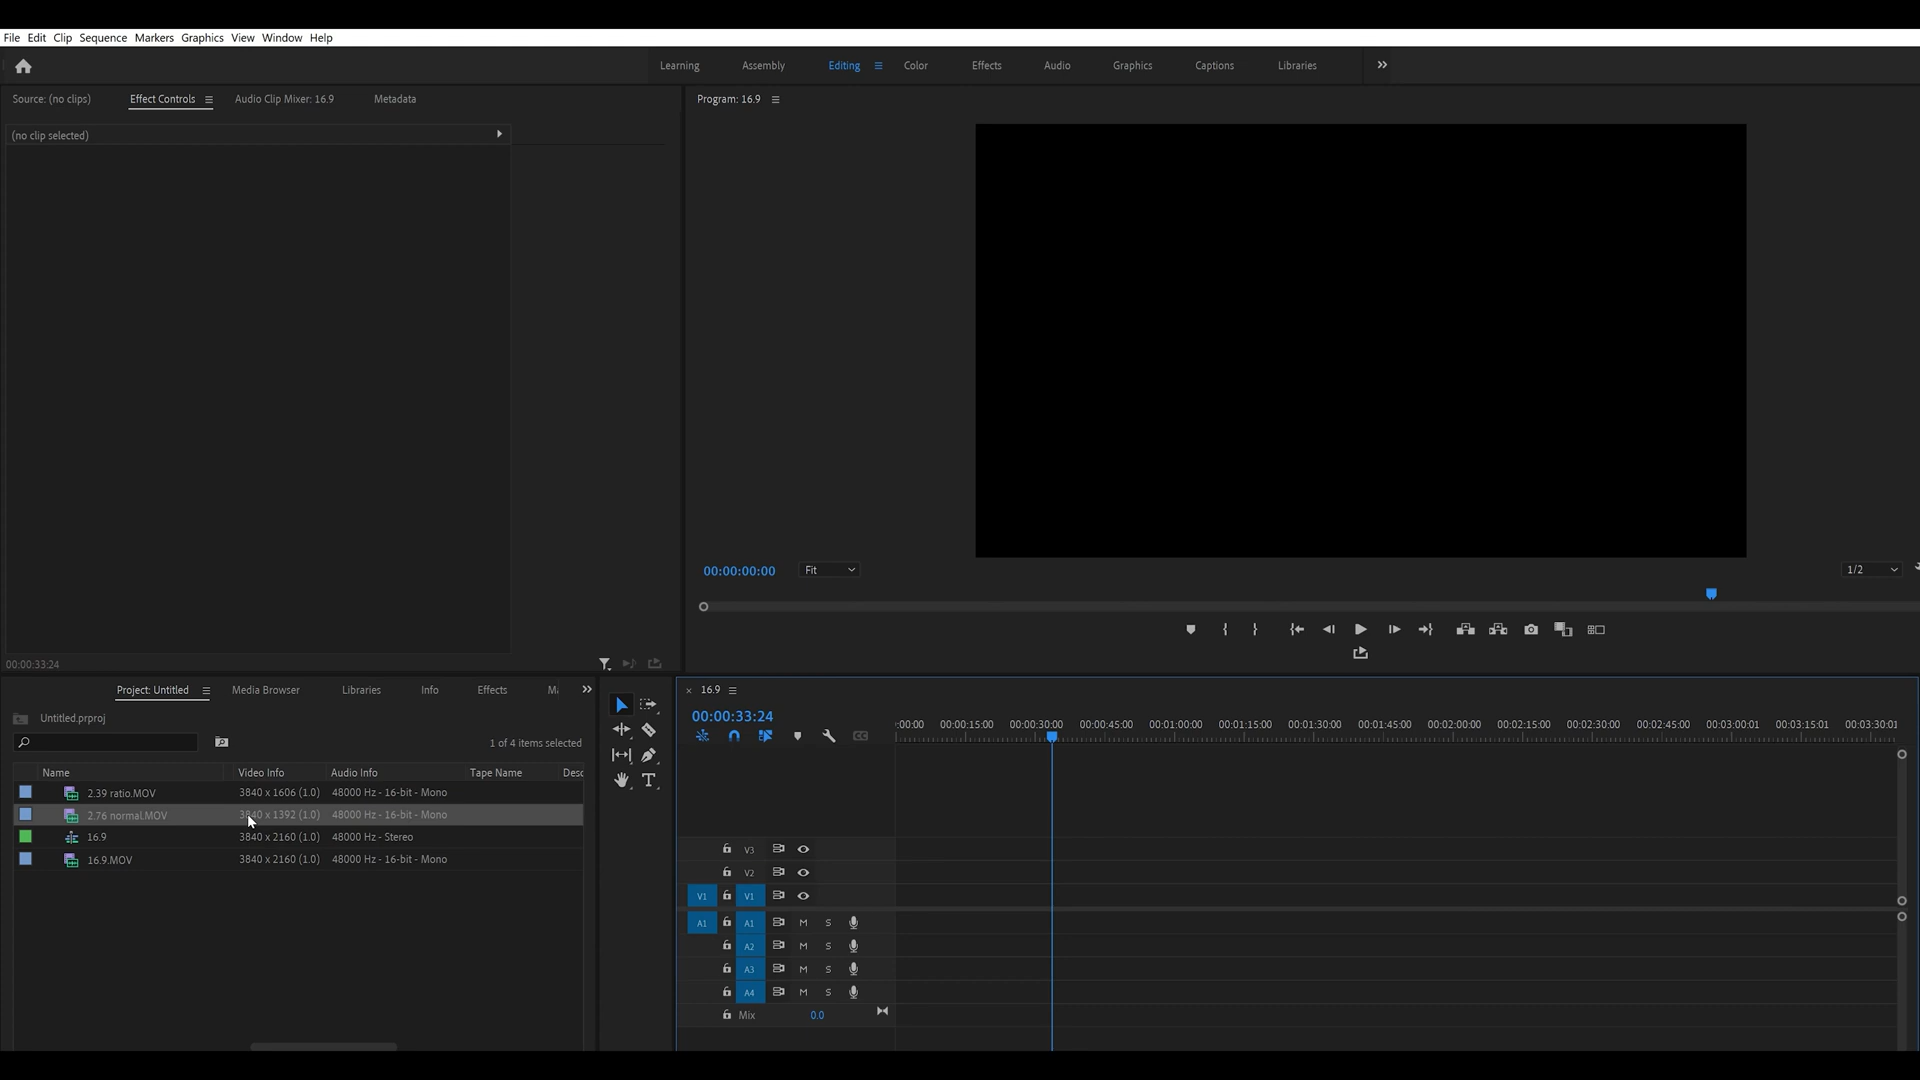 File Edit Clip Sequence Markers Graphics View Window Help
Learning Assembly Editing Color Effects Audio Graphics Captions Libraries
Source: (no clips) Effect Controls Audio Clip Mixer: 16.9 Metadata
(no clip selected)
00:00:33:24
Program: 16.9
00:00:00:00 Fit 1/2
Project: Untitled Media Browser Libraries Info Effects
Untitled.prproj
1 of 4 items selected
Name Video Info Audio Info Tape Name Desc
2.39 ratio.MOV 3840 x 1606 (1.0) 48000 Hz - 16-bit - Mono
2.76 normal.MOV 3840 x 1392 (1.0) 48000 Hz - 16-bit - Mono
16.9 3840 x 2160 (1.0) 48000 Hz - Stereo
16.9.MOV 3840 x 2160 (1.0) 48000 Hz - 16-bit - Mono
T
× 16.9
00:00:33:24
:00:00 00:00:15:00 00:00:30:00 00:00:45:00 00:01:00:00 00:01:15:00 00:01:30:00 00:01:45:00 00:02:00:00 00:02:15:00 00:02:30:00 00:02:45:00 00:03:00:01 00:03:15:01 00:03:30:01
CC
V3
V2
V1 V1
A1 A1 M S
A2 M S
A3 M S
A4 M S
Mix 0.0